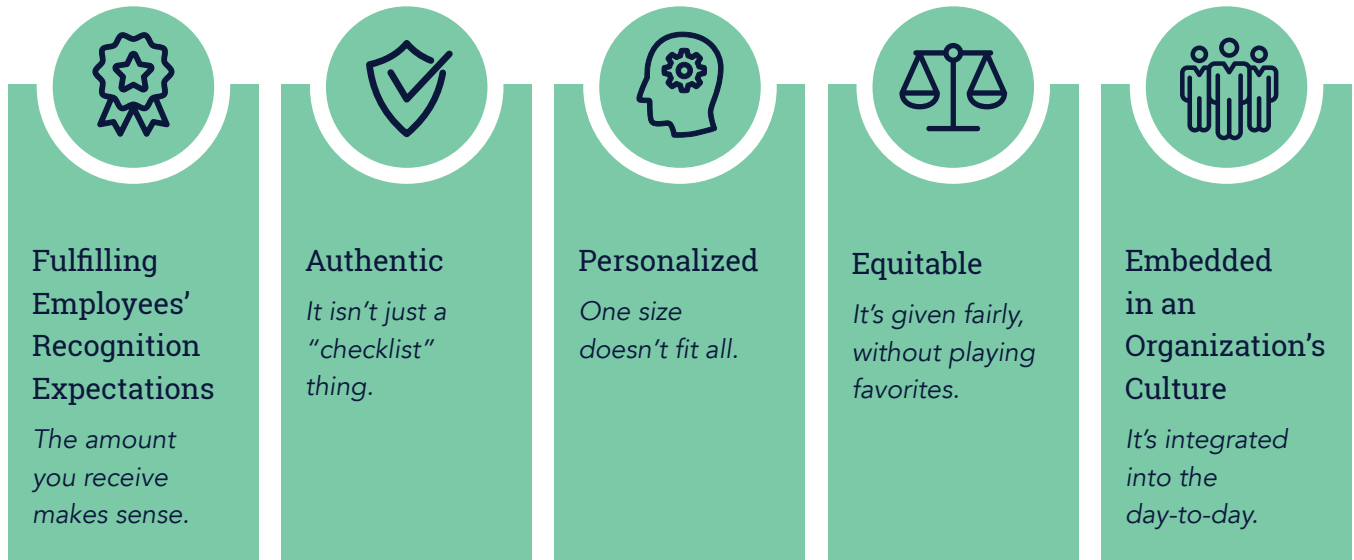 Fulfilling
Employees’
Recognition
Expectations
The amount
you receive
makes sense.
Authentic
It isn’t just a
“checklist”
thing.
Personalized
One size
doesn’t fit all.
Equitable
It’s given fairly,
without playing
favorites.
Embedded
in an
Organization’s
Culture
It’s integrated
into the
day-to-day.